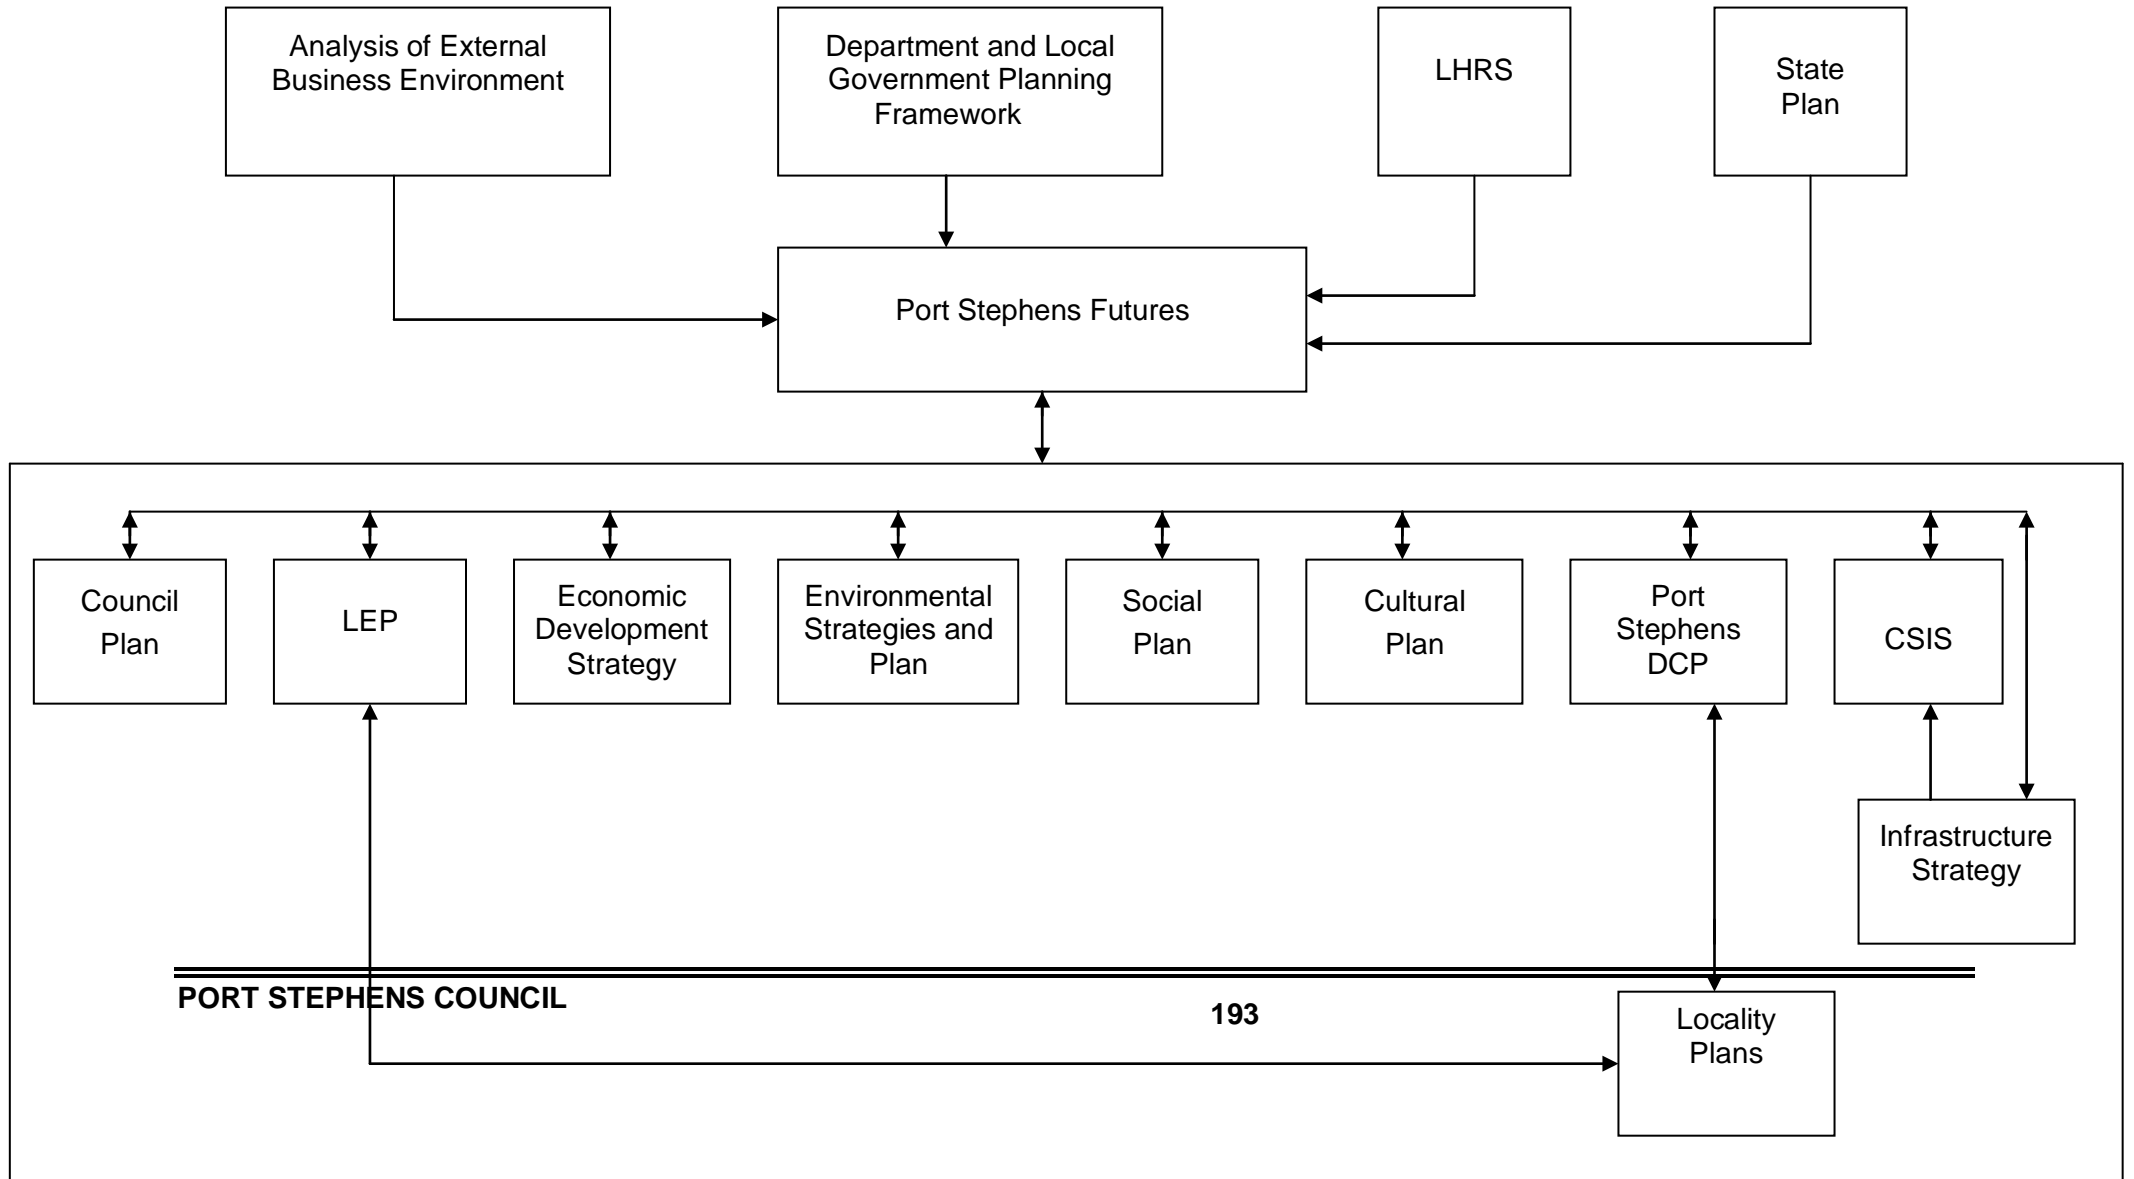 Analysis of External
Business Environment
Department and Local
Government Planning
Framework
LHRS
State
Plan
Port Stephens Futures
Council
Plan
LEP
Economic
Development
Strategy
Environmental
Strategies and
Plan
Social
Plan
Cultural
Plan
Port
Stephens
DCP
CSIS
Infrastructure
Strategy
PORT STEPHENS COUNCIL
193
Locality
Plans